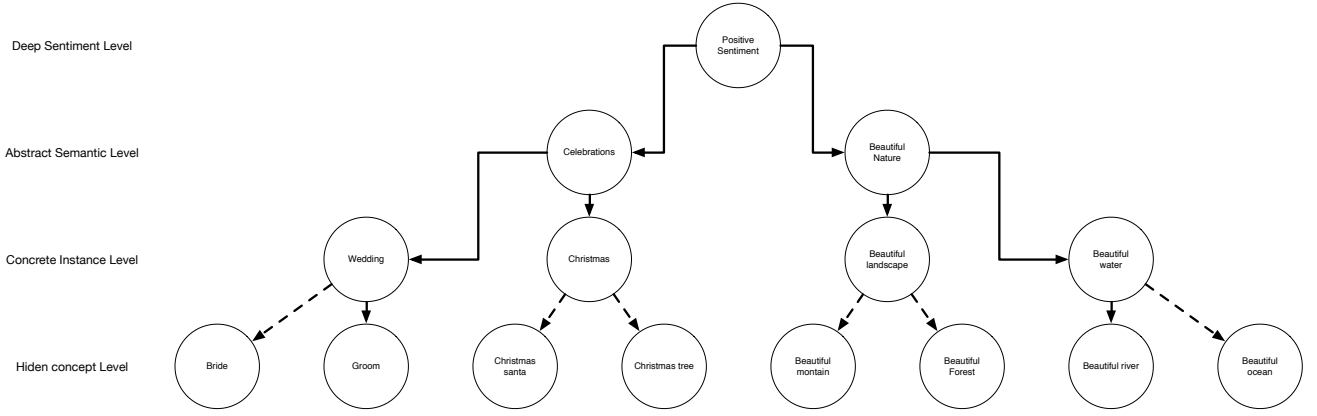 Deep Sentiment Level
Positive
Sentiment
Abstract Semantic Level
Celebrations
Beautiful
Nature
Concrete Instance Level
Wedding
Christmas
Beautiful
landscape
Beautiful
water
Hiden concept Level
Bride
Groom
Christmas
santa
Christmas tree
Beautiful
montain
Beautiful
Forest
Beautiful river
Beautiful
ocean